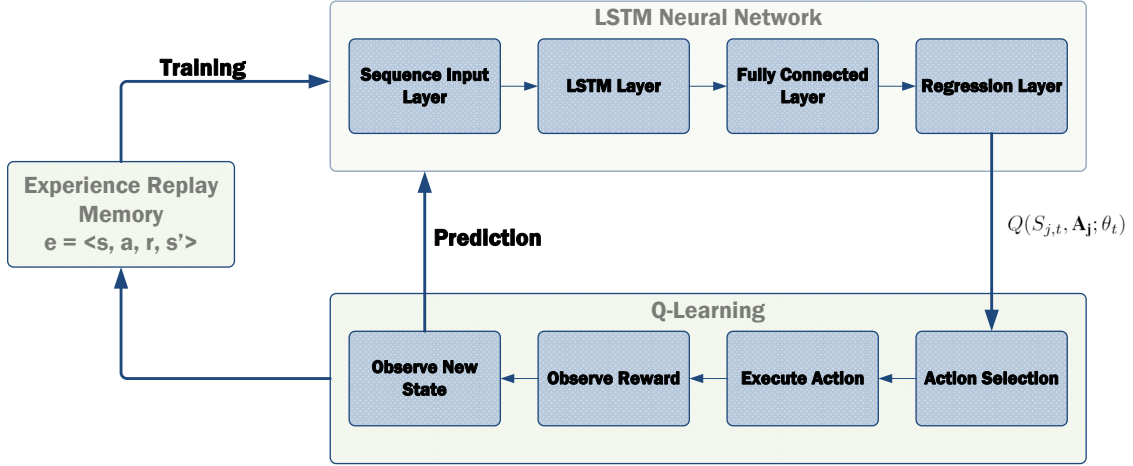 LSTM Neural Network
Training
Sequence Input
Layer
LSTM Layer
Fully Connected
Layer
Regression Layer
Experience Replay
Memory
e = <s, a, r, s’>
Prediction
Q(S_{j,t}, A_j; θ_t)
Q-Learning
Observe New
State
Observe Reward
Execute Action
Action Selection